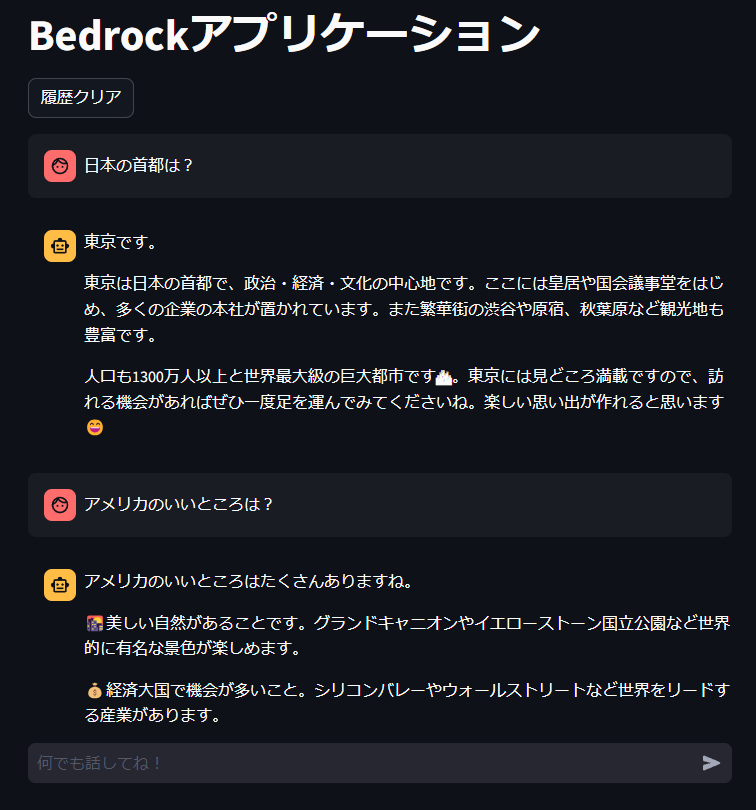 Bedrockアプリケーション
履歴クリア
日本の首都は？
東京です。
東京は日本の首都で、政治・経済・文化の中心地です。ここには皇居や国会議事堂をはじ
め、多くの企業の本社が置かれています。また繁華街の渋谷や原宿、秋葉原など観光地も
豊富です。
人口も1300万人以上と世界最大級の巨大都市です🏙️。東京には見どころ満載ですので、訪
れる機会があればぜひ一度足を運んでみてくださいね。楽しい思い出が作れると思います
😄
アメリカのいいところは？
アメリカのいいところはたくさんありますね。
🌇美しい自然があることです。グランドキャニオンやイエローストーン国立公園など世界
的に有名な景色が楽しめます。
💰経済大国で機会が多いこと。シリコンバレーやウォールストリートなど世界をリードす
る産業があります。
何でも話してね！